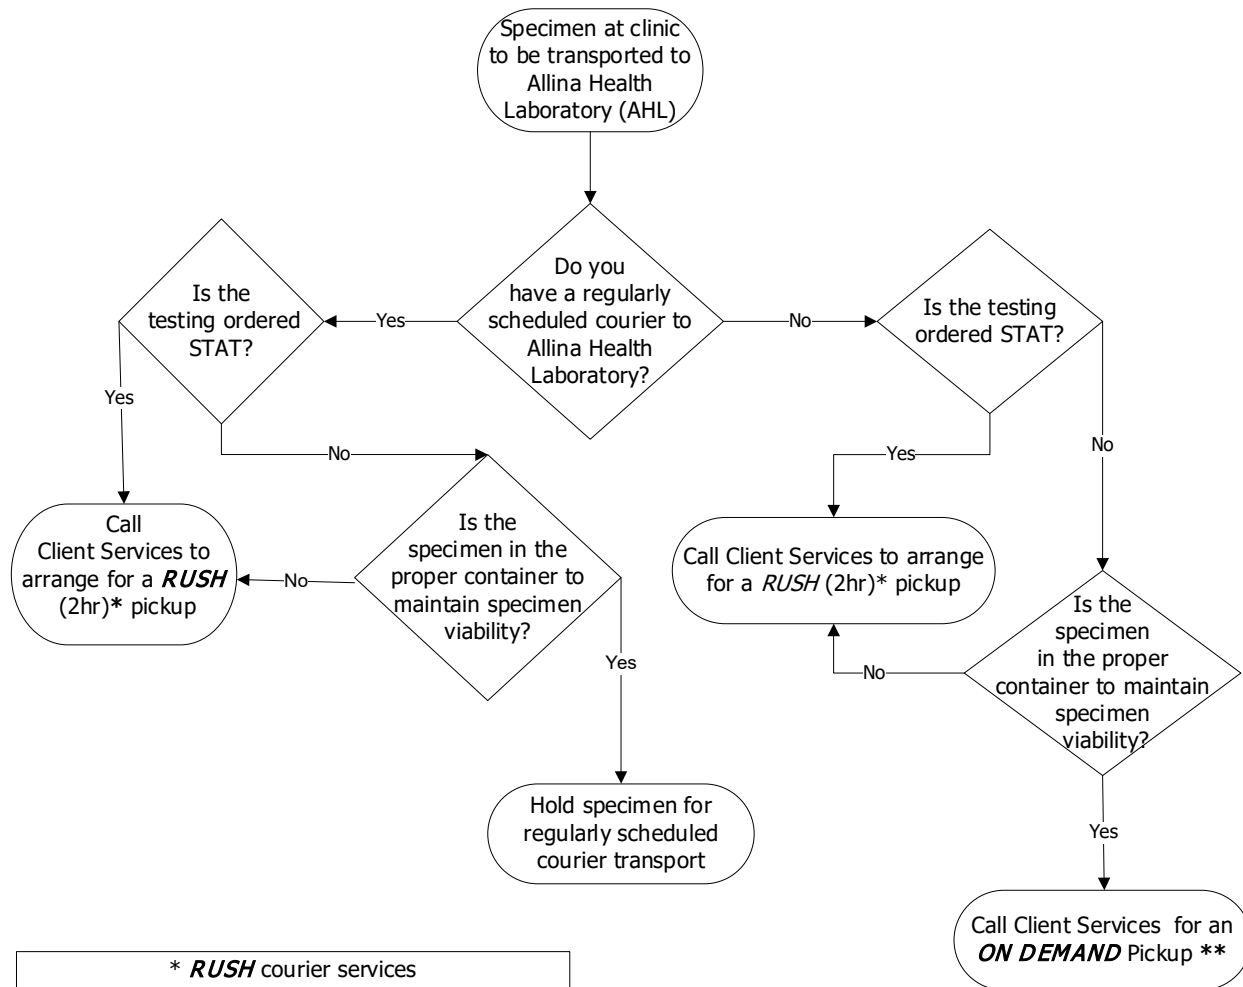 Specimen at clinic
to be transported to
Allina Health
Laboratory (AHL)
Do you
have a regularly
scheduled courier to
Allina Health
Laboratory?
Yes
No
Is the
testing ordered
STAT?
Is the testing
ordered STAT?
Yes
No
Yes
No
Call
Client Services to
arrange for a RUSH
(2hr)* pickup
No
Is the
specimen in the
proper container to
maintain specimen
viability?
Yes
Call Client Services to arrange
for a RUSH (2hr)* pickup
No
Is the
specimen
in the proper
container to maintain
specimen
viability?
Yes
Hold specimen for
regularly scheduled
courier transport
Call Client Services for an
ON DEMAND Pickup **
* RUSH courier services